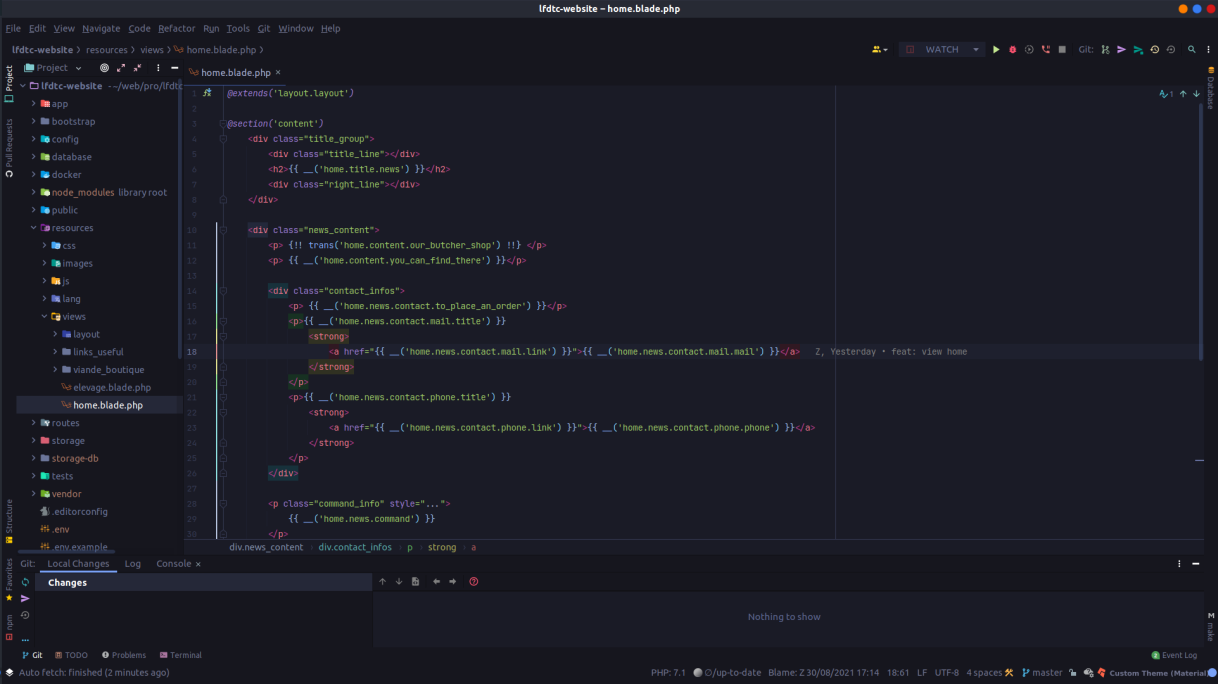 lfdtc-website – home.blade.php
File Edit View Navigate Code Refactor Run Tools Git Window Help
lfdtc-website › resources › views › home.blade.php ›
WATCH
Git:
Project
home.blade.php ×
Project
Pull Requests
Structure
Favorites
npm
lfdtc-website ~/web/pro/lfdtc
app
bootstrap
config
database
docker
node_modules library root
public
resources
css
images
js
lang
views
layout
links_useful
viande_boutique
elevage.blade.php
home.blade.php
routes
storage
storage-db
tests
vendor
.editorconfig
.env
.env.example
1 @extends('layout.layout')
2
3 @section('content')
4 <div class="title_group">
5 <div class="title_line"></div>
6 <h2>{{ __('home.title.news') }}</h2>
7 <div class="right_line"></div>
8 </div>
9
10 <div class="news_content">
11 <p> {!! trans('home.content.our_butcher_shop') !!} </p>
12 <p> {{ __('home.content.you_can_find_there') }}</p>
13
14 <div class="contact_infos">
15 <p> {{ __('home.news.contact.to_place_an_order') }}</p>
16 <p>{{ __('home.news.contact.mail.title') }}
17 <strong>
18 <a href="{{ __('home.news.contact.mail.link') }}">{{ __('home.news.contact.mail.mail') }}</a> Z, Yesterday • feat: view home
19 </strong>
20 </p>
21 <p>{{ __('home.news.contact.phone.title') }}
22 <strong>
23 <a href="{{ __('home.news.contact.phone.link') }}">{{ __('home.news.contact.phone.phone') }}</a>
24 </strong>
25 </p>
26 </div>
27
28 <p class="command_info" style="...">
29 {{ __('home.news.command') }}
30 </p>
1
Database
M make
div.news_content › div.contact_infos › p › strong › a
Git: Local Changes Log Console ×
Changes
Nothing to show
Git TODO Problems Terminal
2 Event Log
Auto fetch: finished (2 minutes ago)
PHP: 7.1 ∅/up-to-date Blame: Z 30/08/2021 17:14 18:61 LF UTF-8 4 spaces master Custom Theme (Material